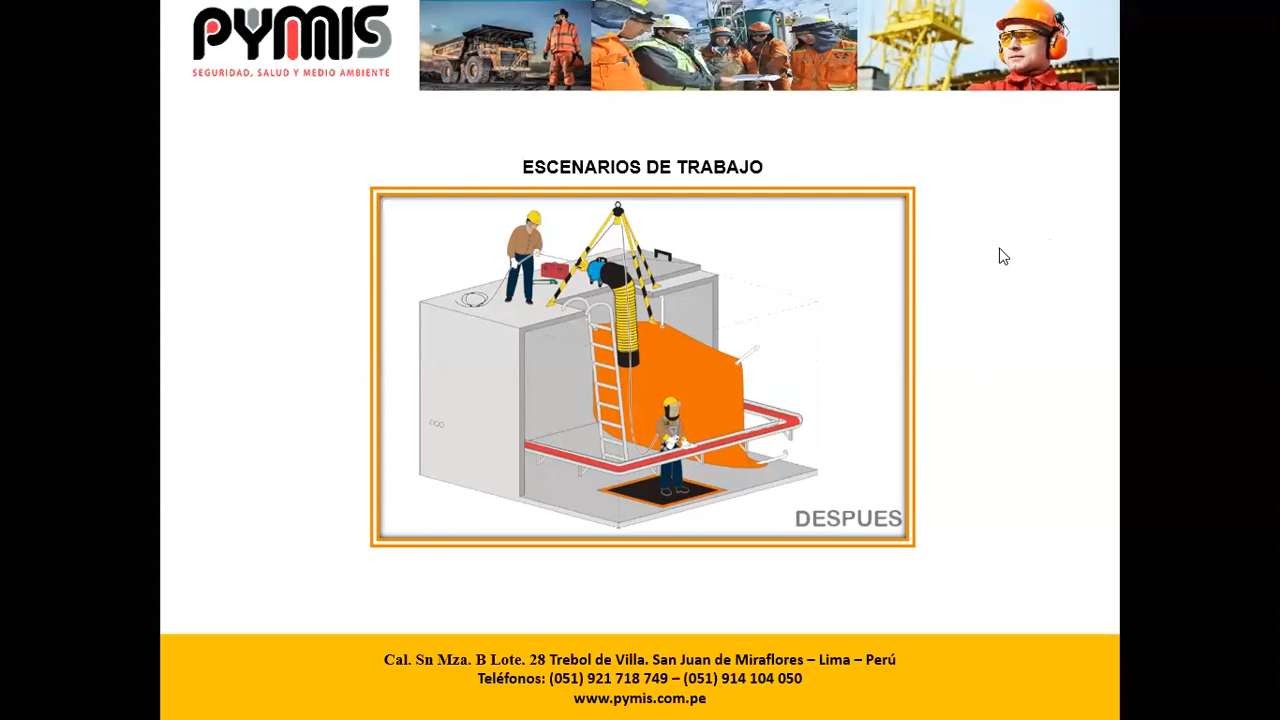 PYMIS
SEGURIDAD, SALUD Y MEDIO AMBIENTE
ESCENARIOS DE TRABAJO
DESPUES
Cal. Sn Mza. B Lote. 28 Trebol de Villa. San Juan de Miraflores – Lima – Perú
Teléfonos: (051) 921 718 749 – (051) 914 104 050
www.pymis.com.pe